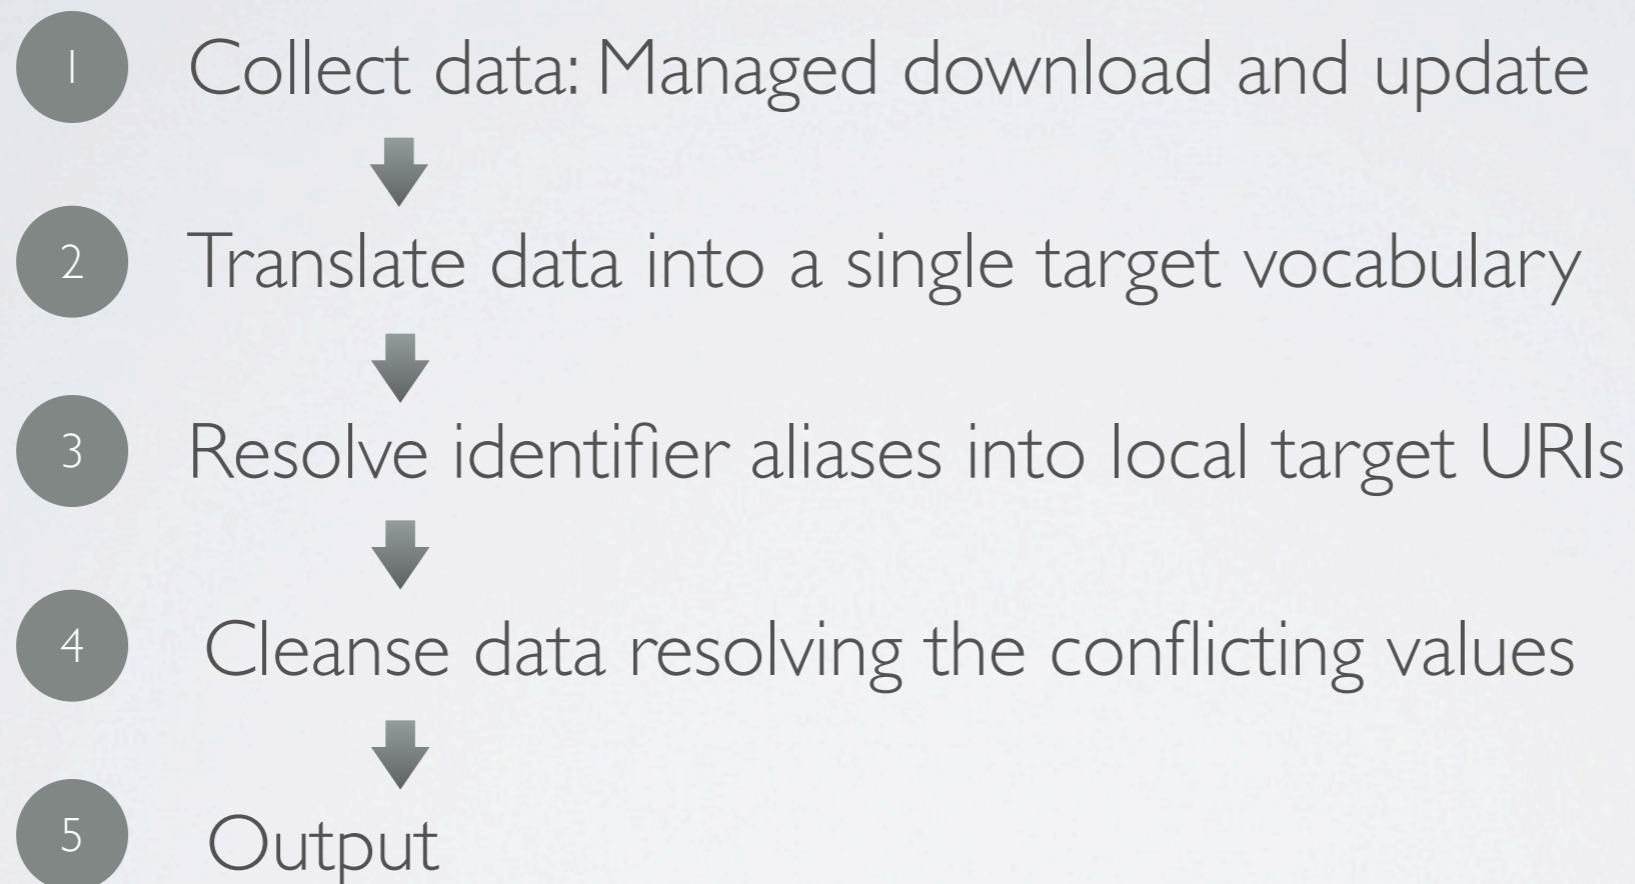 1 Collect data: Managed download and update
2 Translate data into a single target vocabulary
3 Resolve identifier aliases into local target URIs
4 Cleanse data resolving the conflicting values
5 Output